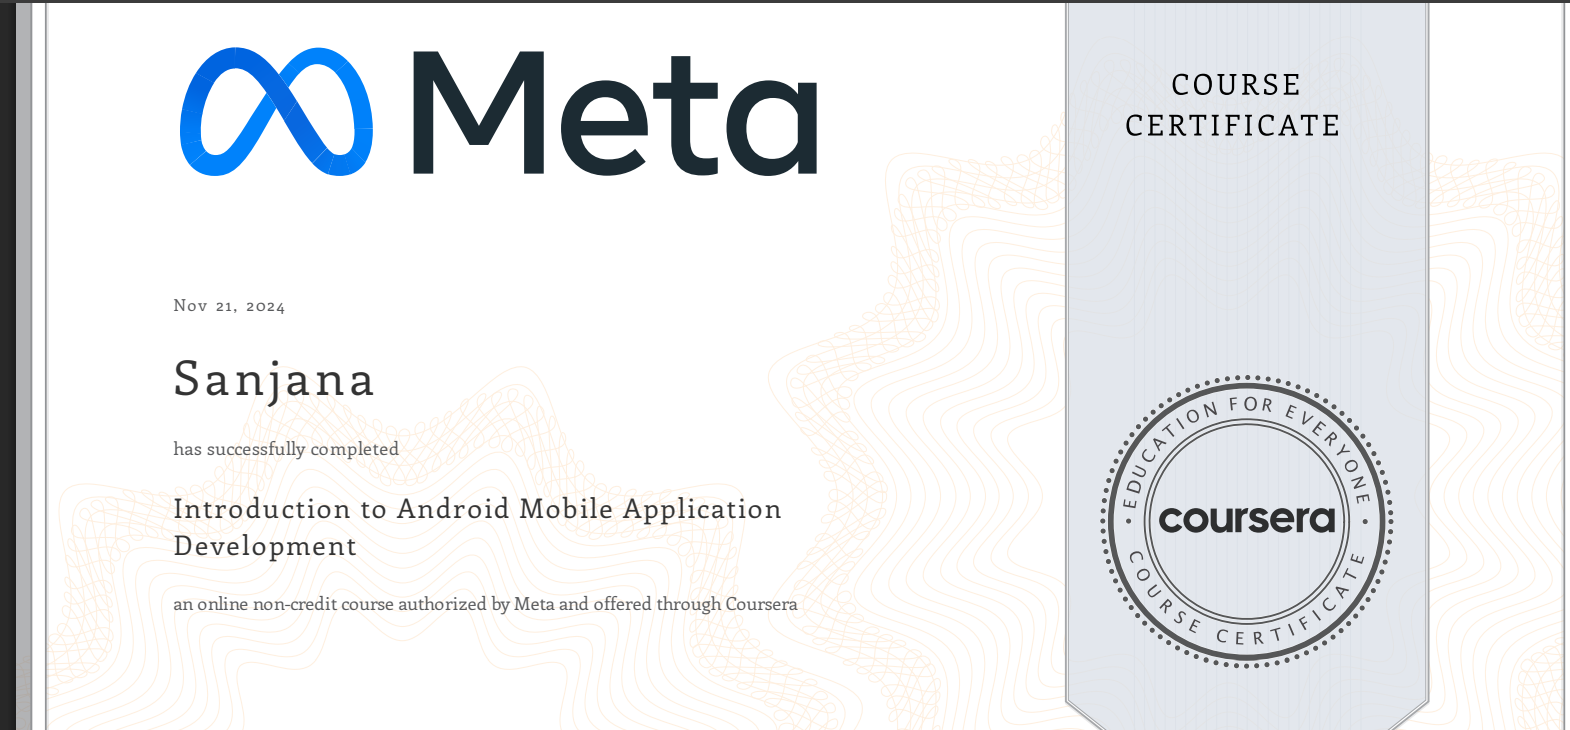 Meta
COURSE
CERTIFICATE
Nov 21, 2024
Sanjana
has successfully completed
Introduction to Android Mobile Application
Development
an online non-credit course authorized by Meta and offered through Coursera
EDUCATION FOR EVERYONE
coursera
COURSE CERTIFICATE